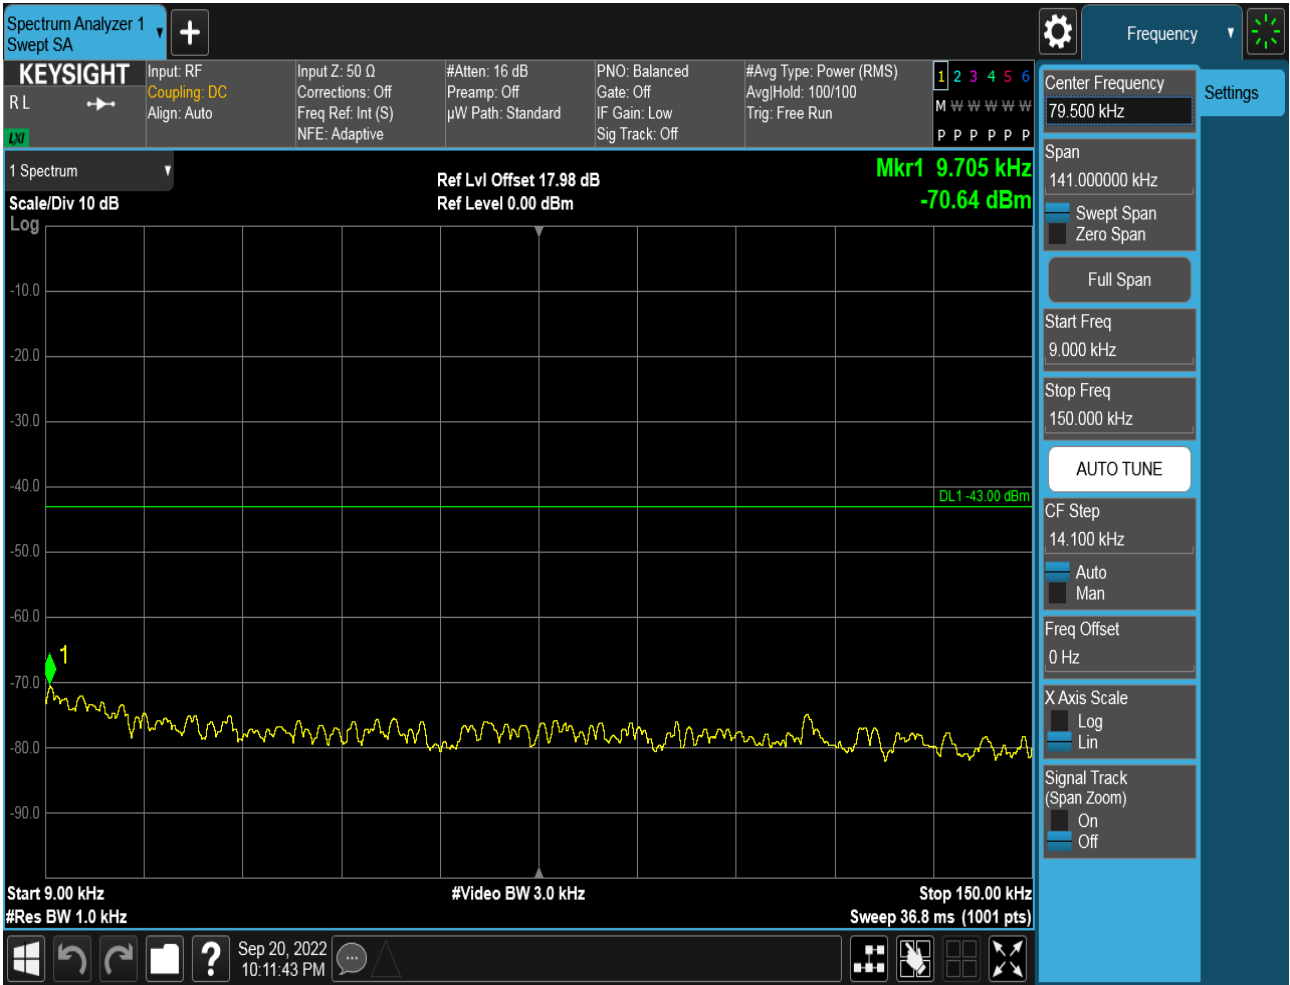 Spectrum Analyzer 1
Swept SA
Frequency
KEYSIGHT
R L
LXI
Input: RF
Coupling: DC
Align: Auto
Input Z: 50 Ω
Corrections: Off
Freq Ref: Int (S)
NFE: Adaptive
#Atten: 16 dB
Preamp: Off
µW Path: Standard
PNO: Balanced
Gate: Off
IF Gain: Low
Sig Track: Off
#Avg Type: Power (RMS)
Avg|Hold: 100/100
Trig: Free Run
1 2 3 4 5 6
M W W W W W
P P P P P P
1 Spectrum
Scale/Div 10 dB
Log
Ref Lvl Offset 17.98 dB
Ref Level 0.00 dBm
Mkr1 9.705 kHz
-70.64 dBm
-10.0
-20.0
-30.0
-40.0
DL1 -43.00 dBm
-50.0
-60.0
1
-70.0
-80.0
-90.0
Start 9.00 kHz
#Video BW 3.0 kHz
Stop 150.00 kHz
#Res BW 1.0 kHz
Sweep 36.8 ms (1001 pts)
Center Frequency
79.500 kHz
Settings
Span
141.000000 kHz
Swept Span
Zero Span
Full Span
Start Freq
9.000 kHz
Stop Freq
150.000 kHz
AUTO TUNE
CF Step
14.100 kHz
Auto
Man
Freq Offset
0 Hz
X Axis Scale
Log
Lin
Signal Track
(Span Zoom)
On
Off
?
Sep 20, 2022
10:11:43 PM